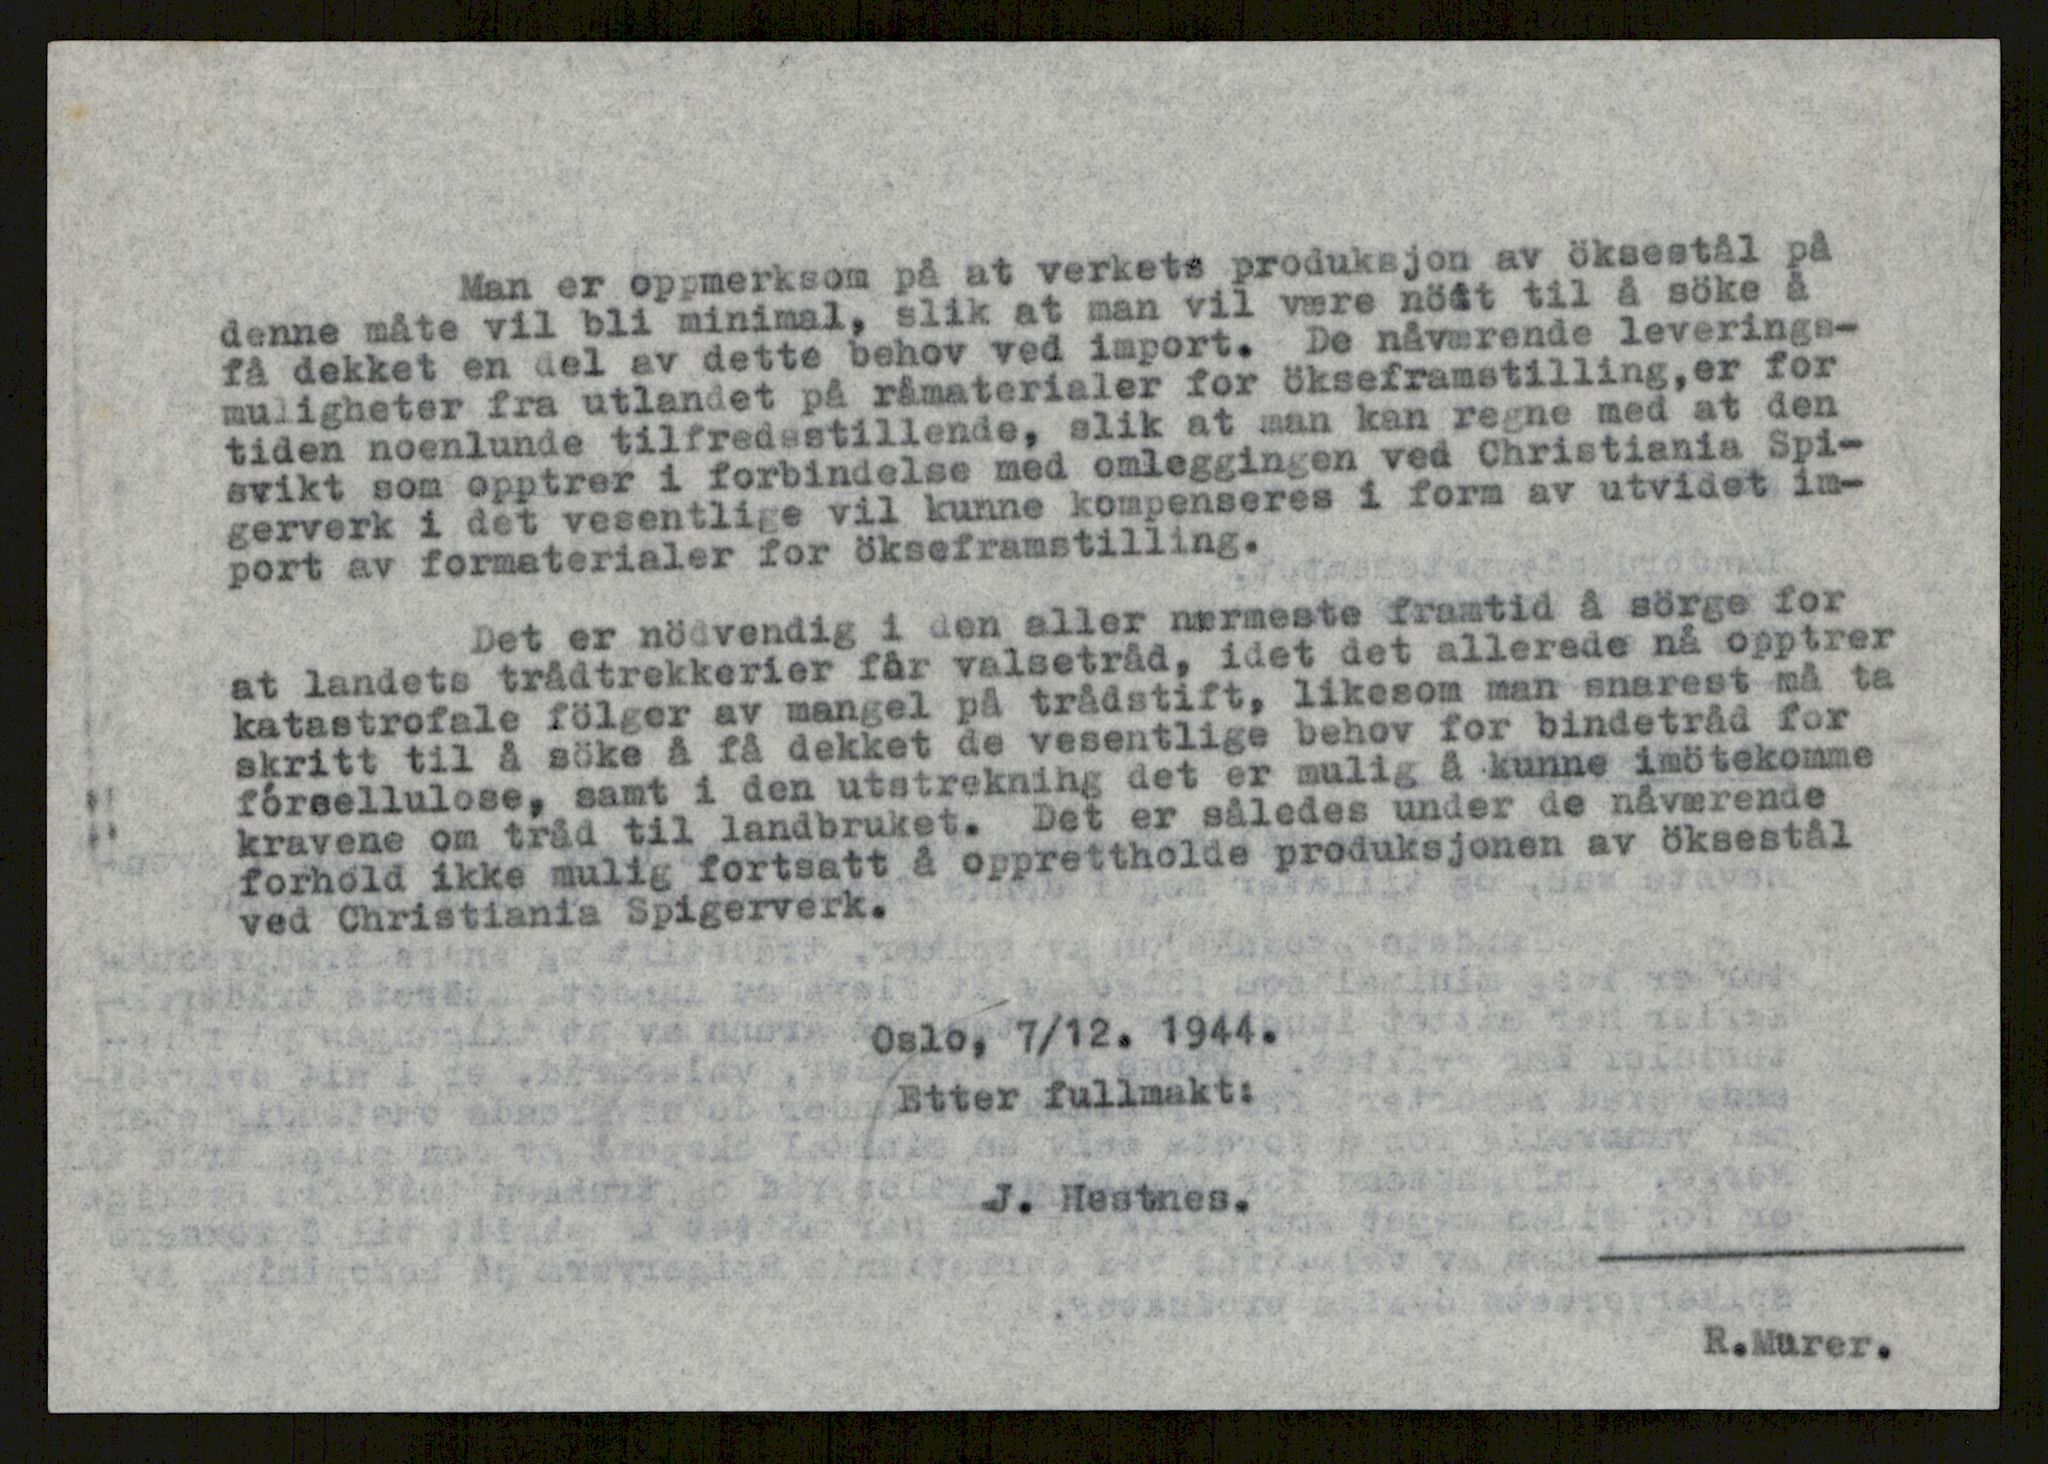 Man er oppmerksom på at verkets produksjon av öksestål på
denne måte vil bli minimal, slik at man vil være nödt til å söke å
få dekket en del av dette behov ved import. De nåværende leverings-
muligheter fra utlandet på råmaterialer for ökseframstilling,er for
tiden noenlunde tilfredsstillende, slik at man kan regne med at den
svikt som opptrer i forbindelse med omleggingen ved Christiania Spi-
gerverk i det vesentlige vil kunne kompenseres i form av utvidet im-
port av formaterialer for ökseframstilling.
Det er nödvendig i den aller nærmeste framtid å sörge for
at landets trådtrekkerier får valsetråd, idet det allerede nå opptrer
katastrofale fölger av mangel på trådstift, likesom man snarest må ta
skritt til å söke å få dekket de vesentlige behov for bindetråd for
fórsellulose, samt i den utstreknihg det er mulig å kunne imötekomme
kravene om tråd til landbruket. Det er således under de nåværende
forhold ikke mulig fortsatt å opprettholde produksjonen av öksestål
ved Christiania Spigerverk.
Oslo, 7/12. 1944.
Etter fullmakt:
J. Hestnes.
R.Murer.